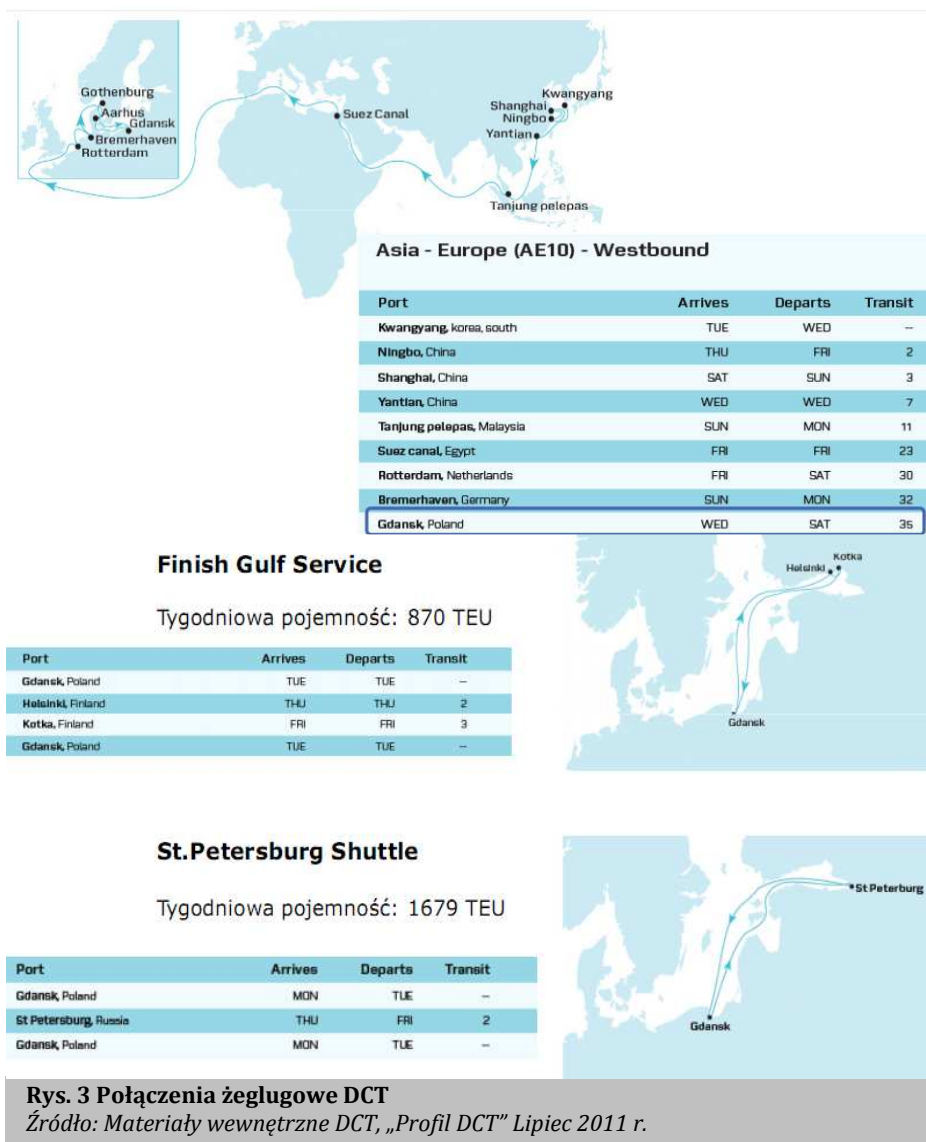 Gothenburg
Aarhus
Gdansk
Bremerhaven
Rotterdam
Suez Canal
Kwangyang
Shanghai
Ningbo
Yantian
Tanjung pelepas
Asia - Europe (AE10) - Westbound
Port Arrives Departs Transit
Kwangyang, korea, south TUE WED --
Ningbo, China THU FRI 2
Shanghai, China SAT SUN 3
Yantian, China WED WED 7
Tanjung pelepas, Malaysia SUN MON 11
Suez canal, Egypt FRI FRI 23
Rotterdam, Netherlands FRI SAT 30
Bremerhaven, Germany SUN MON 32
Gdansk, Poland WED SAT 35
Finish Gulf Service
Tygodniowa pojemność: 870 TEU
Port Arrives Departs Transit
Gdansk, Poland TUE TUE --
Helsinki, Finland THU THU 2
Kotka, Finland FRI FRI 3
Gdansk, Poland TUE TUE --
Kotka
Helsinki
Gdansk
St.Petersburg Shuttle
Tygodniowa pojemność: 1679 TEU
Port Arrives Departs Transit
Gdansk, Poland MON TUE --
St Petersburg, Russia THU FRI 2
Gdansk, Poland MON TUE --
St Peterburg
Gdansk
Rys. 3 Połączenia żeglugowe DCT
Źródło: Materiały wewnętrzne DCT, „Profil DCT” Lipiec 2011 r.